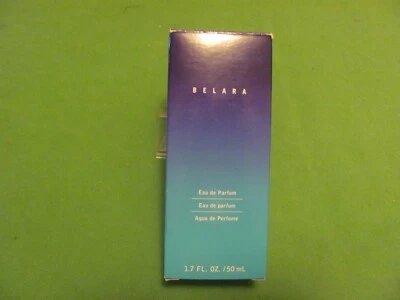 BELARA
Eau de Parfum
Eau de parfum
Agua de Perfume
1.7 FL. OZ. / 50 mL